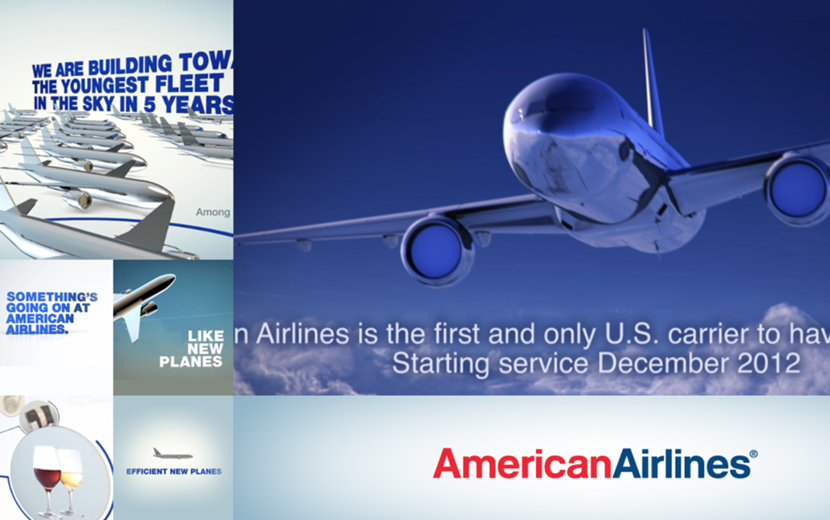 WE ARE BUILDING TOWA
THE YOUNGEST FLEET
IN THE SKY IN 5 YEARS
Among
SOMETHING'S
GOING ON AT
AMERICAN
AIRLINES.
LIKE
NEW
PLANES
EFFICIENT NEW PLANES
n Airlines is the first and only U.S. carrier to hav
Starting service December 2012
AmericanAirlines®